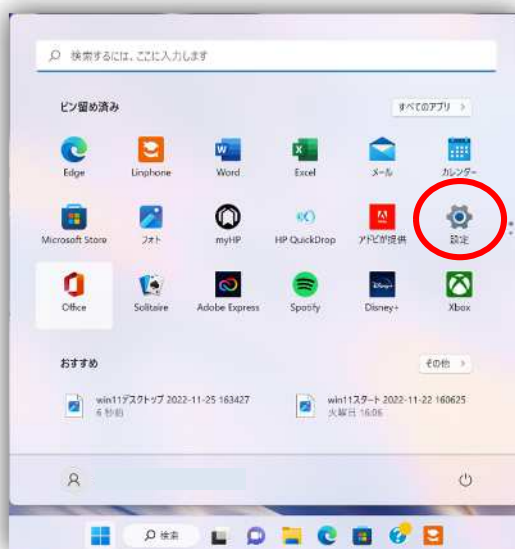 検索するには、ここに入力します
ピン留め済み
すべてのアプリ >
Edge
Linphone
Word
Excel
メール
カレンダー
Microsoft Store
フォト
myHP
HP QuickDrop
アドビが提供
設定
Office
Solitaire
Adobe Express
Spotify
Disney+
Xbox
おすすめ
その他 >
win11デスクトップ 2022-11-25 163427
6 秒前
win11スタート 2022-11-22 160625
火曜日 16:06
検索